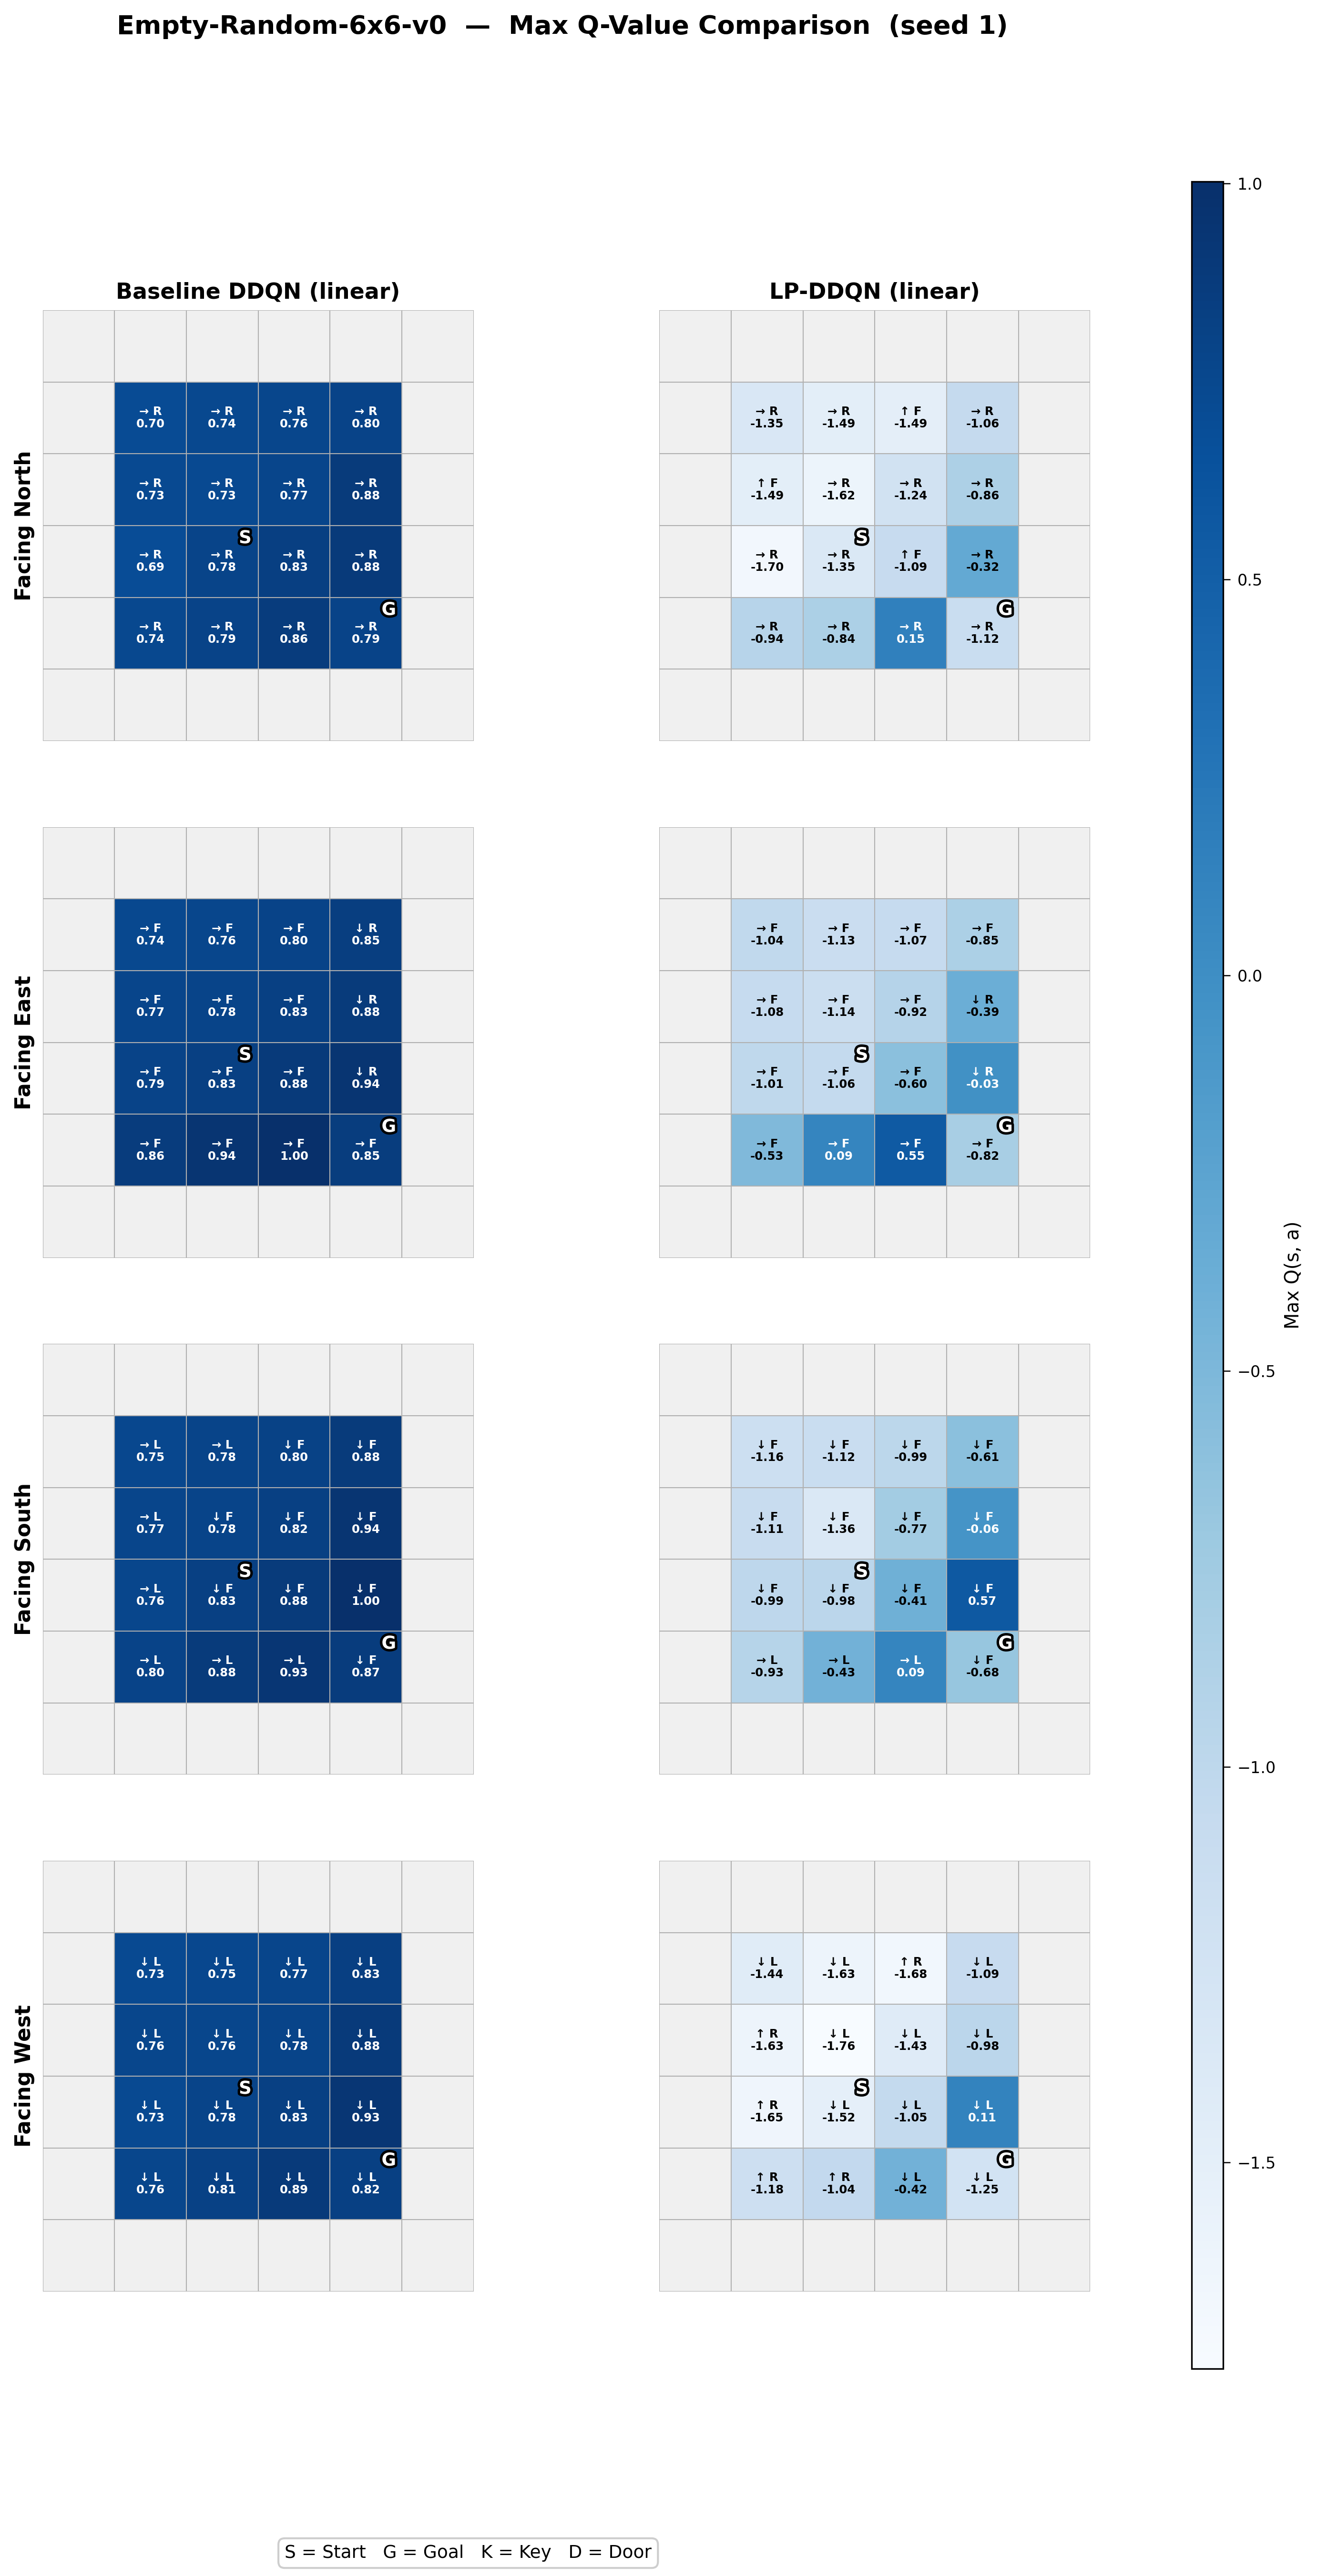 Empty-Random-6x6-v0 — Max Q-Value Comparison (seed 1)
Baseline DDQN (linear)
LP-DDQN (linear)
Facing North
→ R → R → R → R
0.70 0.74 0.76 0.80
→ R → R → R → R
0.73 0.73 0.77 0.88
S
→ R → R → R → R
0.69 0.78 0.83 0.88
G
→ R → R → R → R
0.74 0.79 0.86 0.79
→ R → R ↑ F → R
-1.35 -1.49 -1.49 -1.06
↑ F → R → R → R
-1.49 -1.62 -1.24 -0.86
S
→ R → R ↑ F → R
-1.70 -1.35 -1.09 -0.32
G
→ R → R → R → R
-0.94 -0.84 0.15 -1.12
Facing East
→ F → F → F ↓ R
0.74 0.76 0.80 0.85
→ F → F → F ↓ R
0.77 0.78 0.83 0.88
S
→ F → F → F ↓ R
0.79 0.83 0.88 0.94
G
→ F → F → F → F
0.86 0.94 1.00 0.85
→ F → F → F → F
-1.04 -1.13 -1.07 -0.85
→ F → F → F ↓ R
-1.08 -1.14 -0.92 -0.39
S
→ F → F → F ↓ R
-1.01 -1.06 -0.60 -0.03
G
→ F → F → F → F
-0.53 0.09 0.55 -0.82
Facing South
→ L → L ↓ F ↓ F
0.75 0.78 0.80 0.88
→ L ↓ F ↓ F ↓ F
0.77 0.78 0.82 0.94
S
→ L ↓ F ↓ F ↓ F
0.76 0.83 0.88 1.00
G
→ L → L → L ↓ F
0.80 0.88 0.93 0.87
↓ F ↓ F ↓ F ↓ F
-1.16 -1.12 -0.99 -0.61
↓ F ↓ F ↓ F ↓ F
-1.11 -1.36 -0.77 -0.06
S
↓ F ↓ F ↓ F ↓ F
-0.99 -0.98 -0.41 0.57
G
→ L → L → L ↓ F
-0.93 -0.43 0.09 -0.68
Facing West
↓ L ↓ L ↓ L ↓ L
0.73 0.75 0.77 0.83
↓ L ↓ L ↓ L ↓ L
0.76 0.76 0.78 0.88
S
↓ L ↓ L ↓ L ↓ L
0.73 0.78 0.83 0.93
G
↓ L ↓ L ↓ L ↓ L
0.76 0.81 0.89 0.82
↓ L ↓ L ↑ R ↓ L
-1.44 -1.63 -1.68 -1.09
↑ R ↓ L ↓ L ↓ L
-1.63 -1.76 -1.43 -0.98
S
↑ R ↓ L ↓ L ↓ L
-1.65 -1.52 -1.05 0.11
G
↑ R ↑ R ↓ L ↓ L
-1.18 -1.04 -0.42 -1.25
1.0
0.5
0.0
−0.5
−1.0
−1.5
Max Q(s, a)
S = Start G = Goal K = Key D = Door